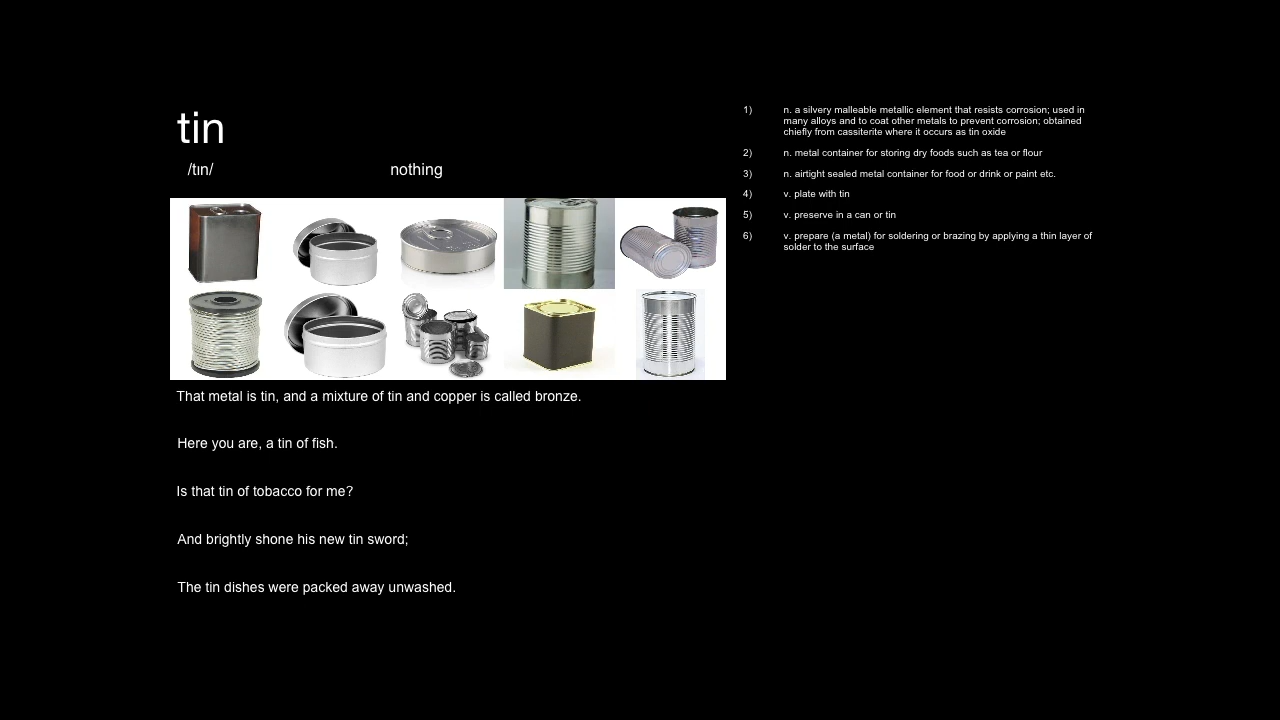 tin
/tɪn/
nothing
That metal is tin, and a mixture of tin and copper is called bronze.
Here you are, a tin of fish.
Is that tin of tobacco for me?
And brightly shone his new tin sword;
The tin dishes were packed away unwashed.
1) n. a silvery malleable metallic element that resists corrosion; used in
many alloys and to coat other metals to prevent corrosion; obtained
chiefly from cassiterite where it occurs as tin oxide
2) n. metal container for storing dry foods such as tea or flour
3) n. airtight sealed metal container for food or drink or paint etc.
4) v. plate with tin
5) v. preserve in a can or tin
6) v. prepare (a metal) for soldering or brazing by applying a thin layer of
solder to the surface